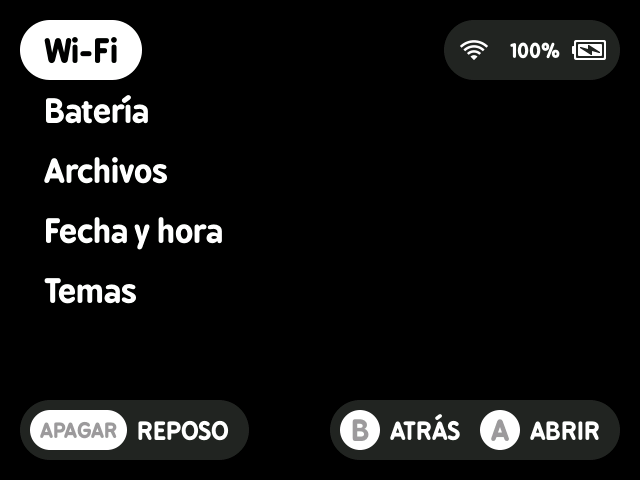 Wi-Fi
100%
Batería
Archivos
Fecha y hora
Temas
APAGAR REPOSO
B ATRÁS A ABRIR